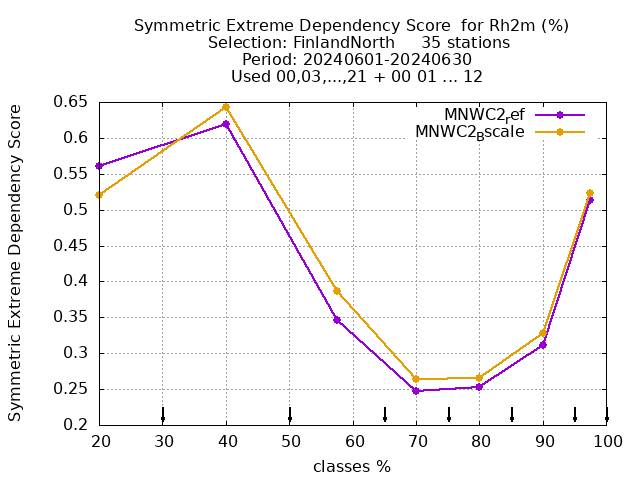 Symmetric Extreme Dependency Score  for Rh2m (%)
Selection: FinlandNorth     35 stations
Period: 20240601-20240630
Used 00,03,...,21 + 00 01 ... 12
Symmetric Extreme Dependency Score
0.65
0.6
0.55
0.5
0.45
0.4
0.35
0.3
0.25
0.2
MNWC2ref
MNWC2Bscale
20 30 40 50 60 70 80 90 100
classes %